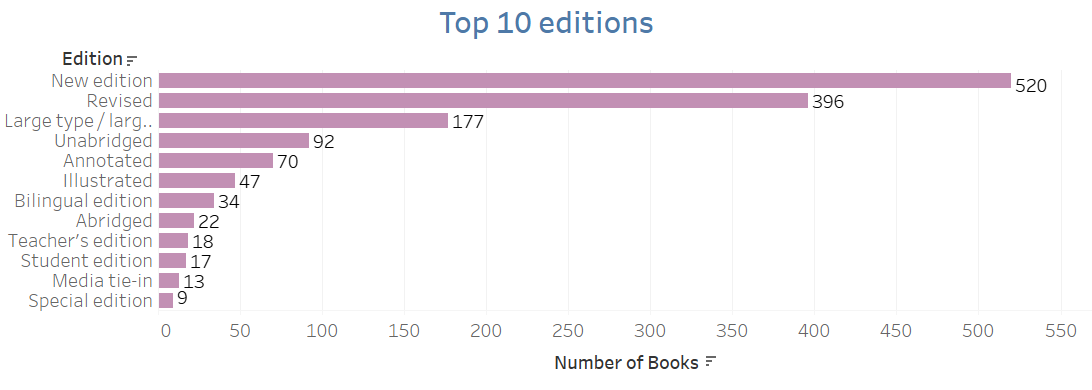 Top 10 editions
Edition
New edition 520
Revised 396
Large type / larg.. 177
Unabridged 92
Annotated 70
Illustrated 47
Bilingual edition 34
Abridged 22
Teacher's edition 18
Student edition 17
Media tie-in 13
Special edition 9
0 50 100 150 200 250 300 350 400 450 500 550
Number of Books